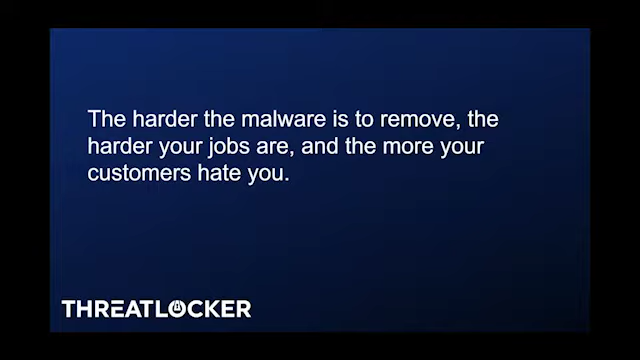 The harder the malware is to remove, the
harder your jobs are, and the more your
customers hate you.
THREATLOCKER